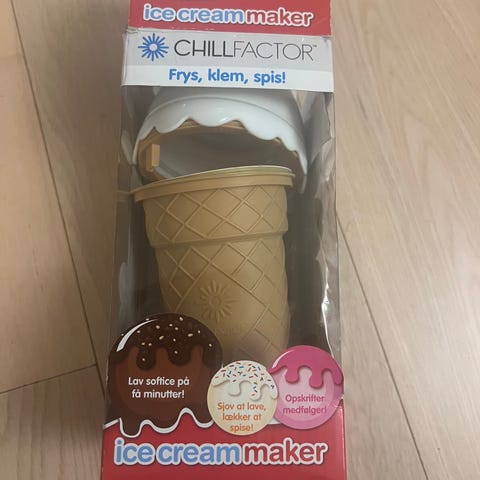 ice cream maker
CHILLFACTOR™
Frys, klem, spis!
Lav softice på
få minutter!
Sjov at lave,
lækker at
spise!
Opskrifter
medfølger!
ice cream maker